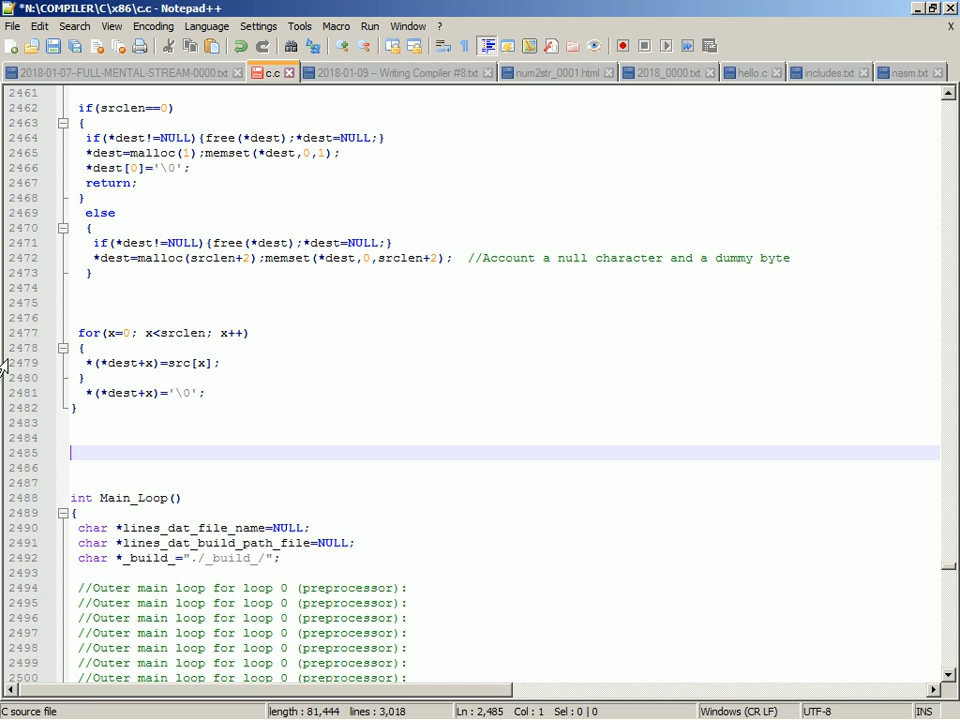 *N:\COMPILER\C\x86\c.c - Notepad++
File Edit Search View Encoding Language Settings Tools Macro Run Window ? X
2018-01-07-FULL-MENTAL-STREAM-0000.txt c.c 2018-01-09 -- Writing Compiler #8.txt num2str_0001.html 2018_0000.txt hello.c includes.txt nasm.txt
2461
2462 if(srclen==0)
2463 {
2464 if(*dest!=NULL){free(*dest);*dest=NULL;}
2465 *dest=malloc(1);memset(*dest,0,1);
2466 *dest[0]='\0';
2467 return;
2468 }
2469 else
2470 {
2471 if(*dest!=NULL){free(*dest);*dest=NULL;}
2472 *dest=malloc(srclen+2);memset(*dest,0,srclen+2); //Account a null character and a dummy byte
2473 }
2474
2475
2476
2477 for(x=0; x<srclen; x++)
2478 {
2479 *(*dest+x)=src[x];
2480 }
2481 *(*dest+x)='\0';
2482 }
2483
2484
2485
2486
2487
2488 int Main_Loop()
2489 {
2490 char *lines_dat_file_name=NULL;
2491 char *lines_dat_build_path_file=NULL;
2492 char *_build_="./_build_/";
2493
2494 //Outer main loop for loop 0 (preprocessor):
2495 //Outer main loop for loop 0 (preprocessor):
2496 //Outer main loop for loop 0 (preprocessor):
2497 //Outer main loop for loop 0 (preprocessor):
2498 //Outer main loop for loop 0 (preprocessor):
2499 //Outer main loop for loop 0 (preprocessor):
2500 //Outer main loop for loop 0 (preprocessor):
C source file length : 81,444 lines : 3,018 Ln : 2,485 Col : 1 Sel : 0 | 0 Windows (CR LF) UTF-8 INS